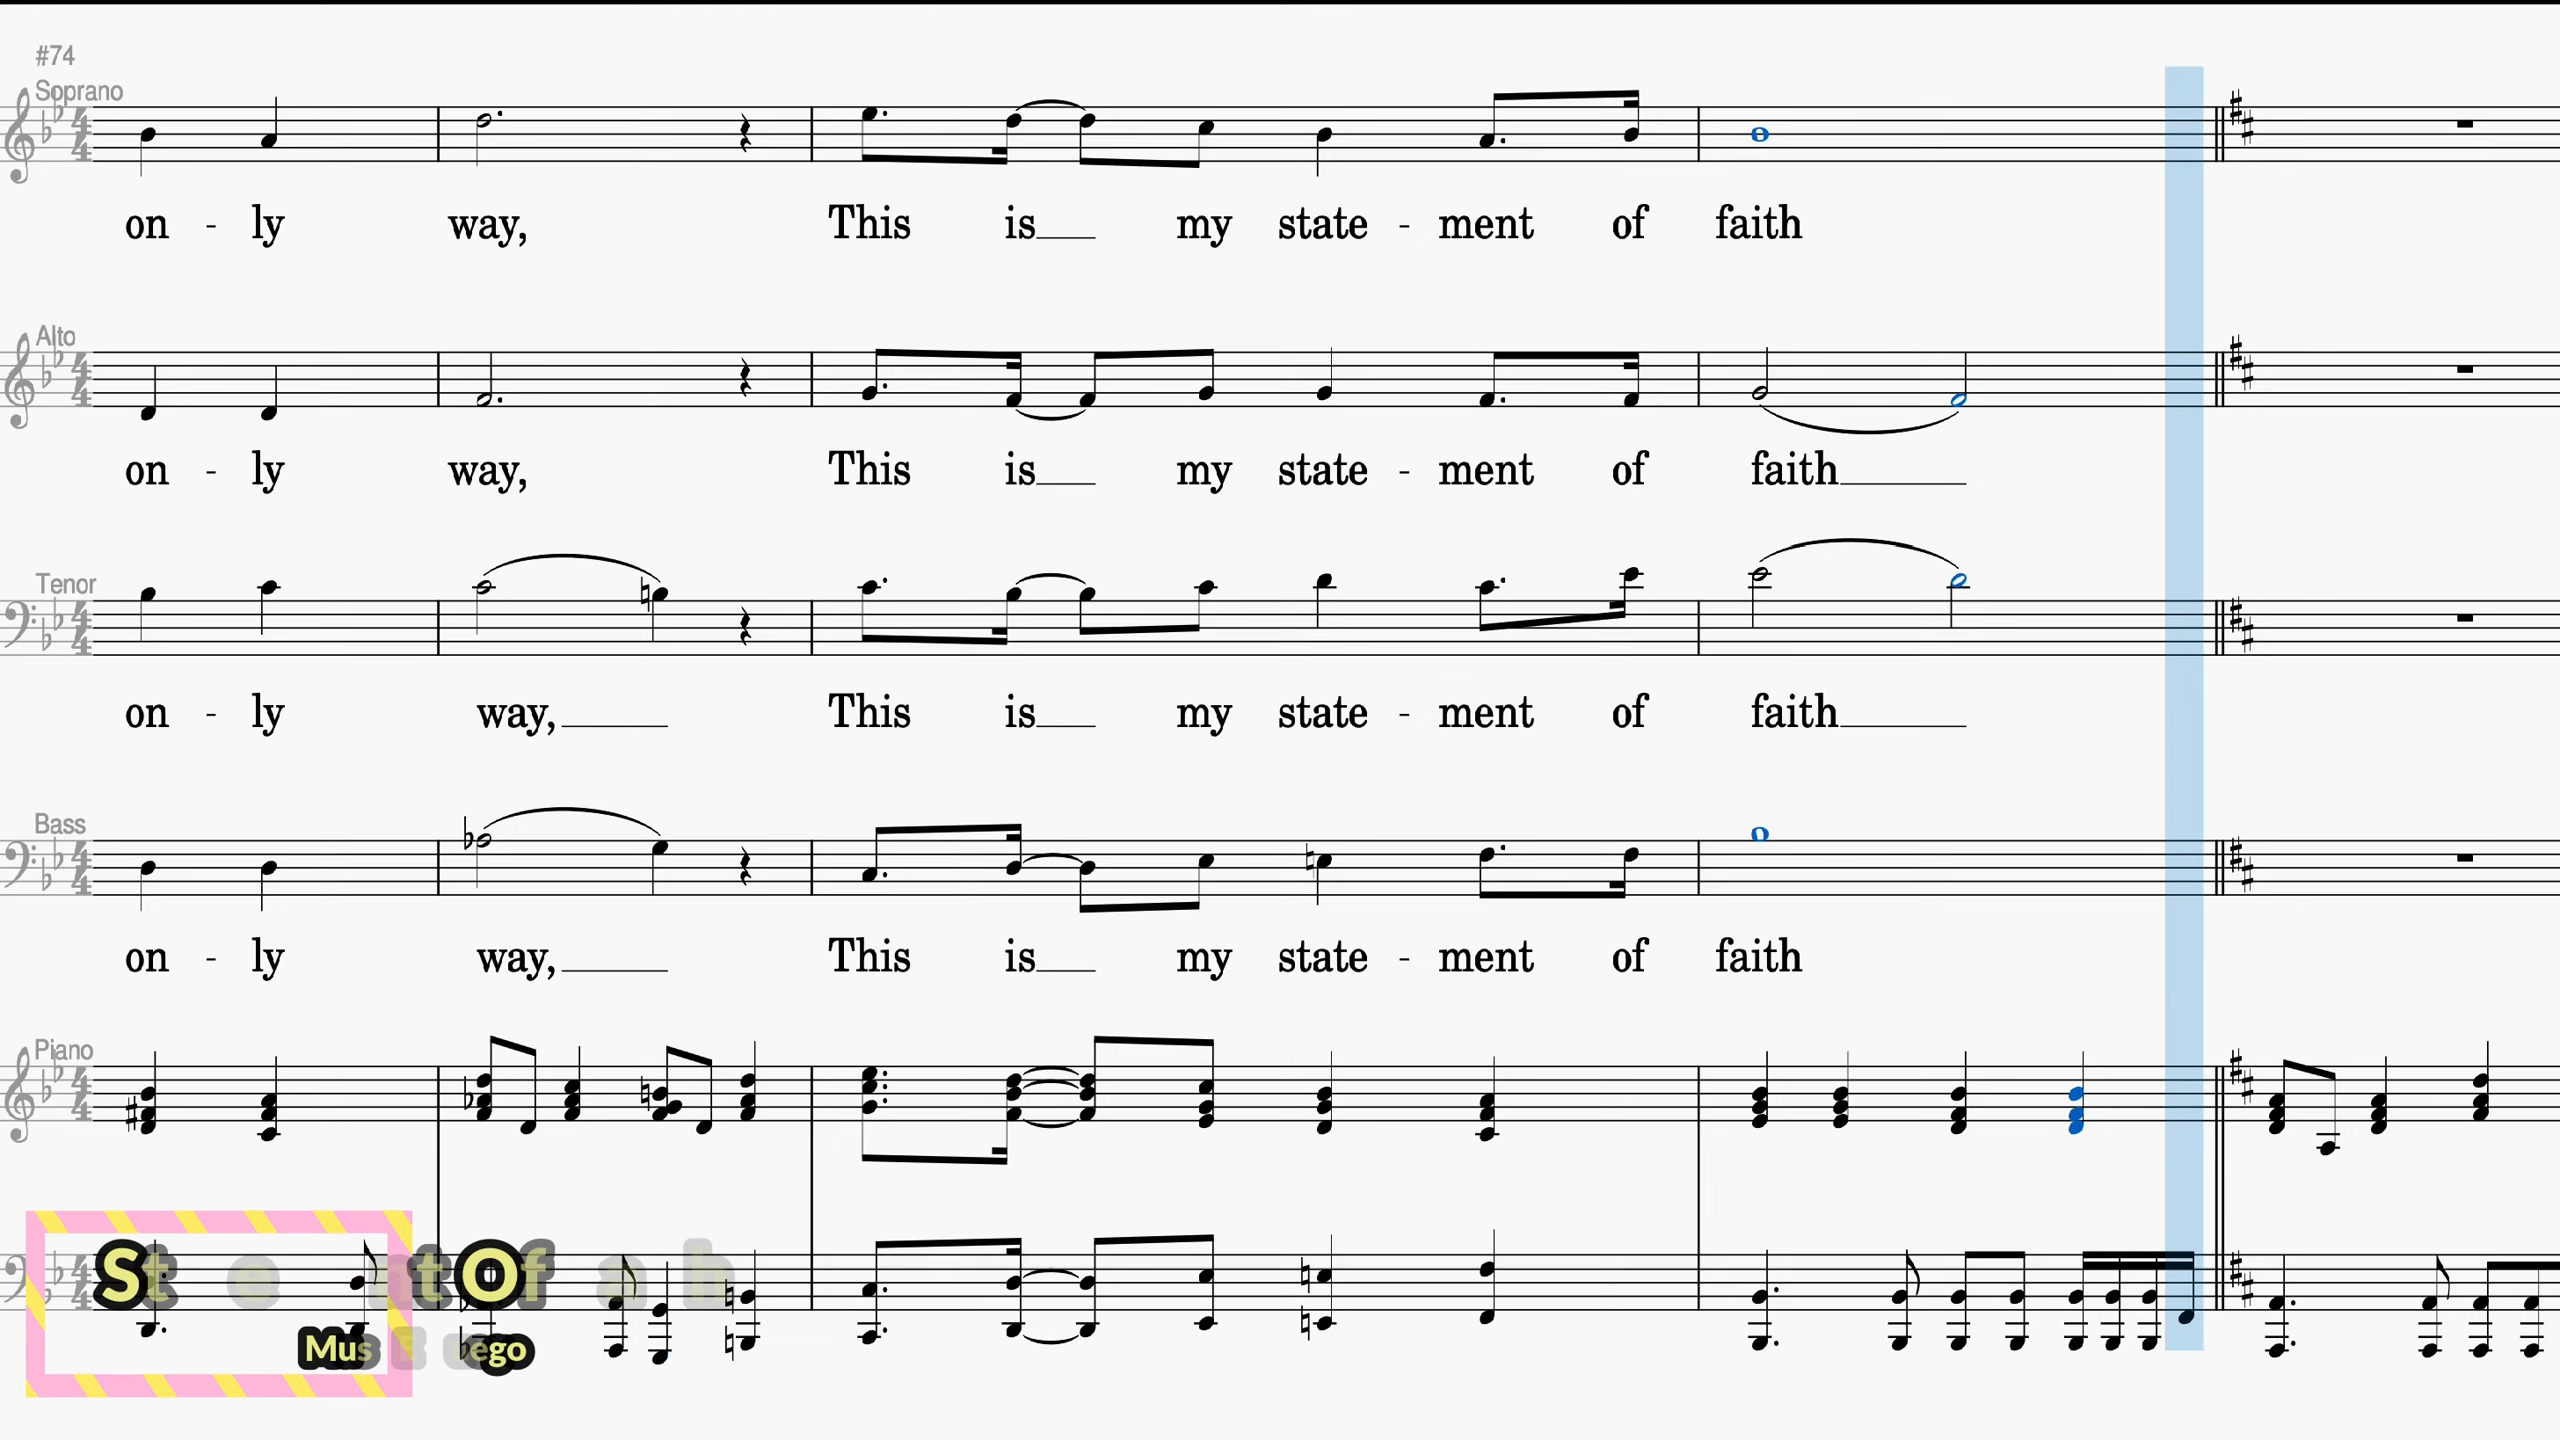 #74
Soprano
on - ly way, This is my state - ment of faith
Alto
on - ly way, This is my state - ment of faith
Tenor
on - ly way, This is my state - ment of faith
Bass
on - ly way, This is my state - ment of faith
Piano